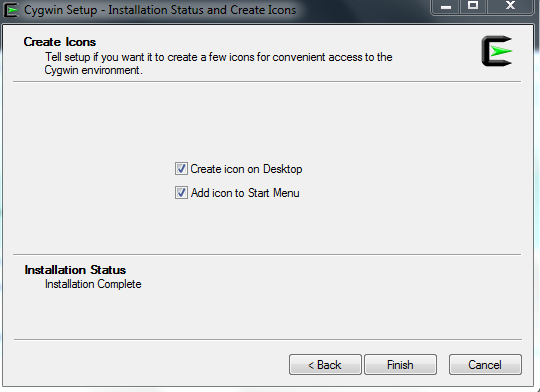 Cygwin Setup - Installation Status and Create Icons
Create Icons
Tell setup if you want it to create a few icons for convenient access to the
Cygwin environment.
Create icon on Desktop
Add icon to Start Menu
Installation Status
Installation Complete
< Back
Finish
Cancel